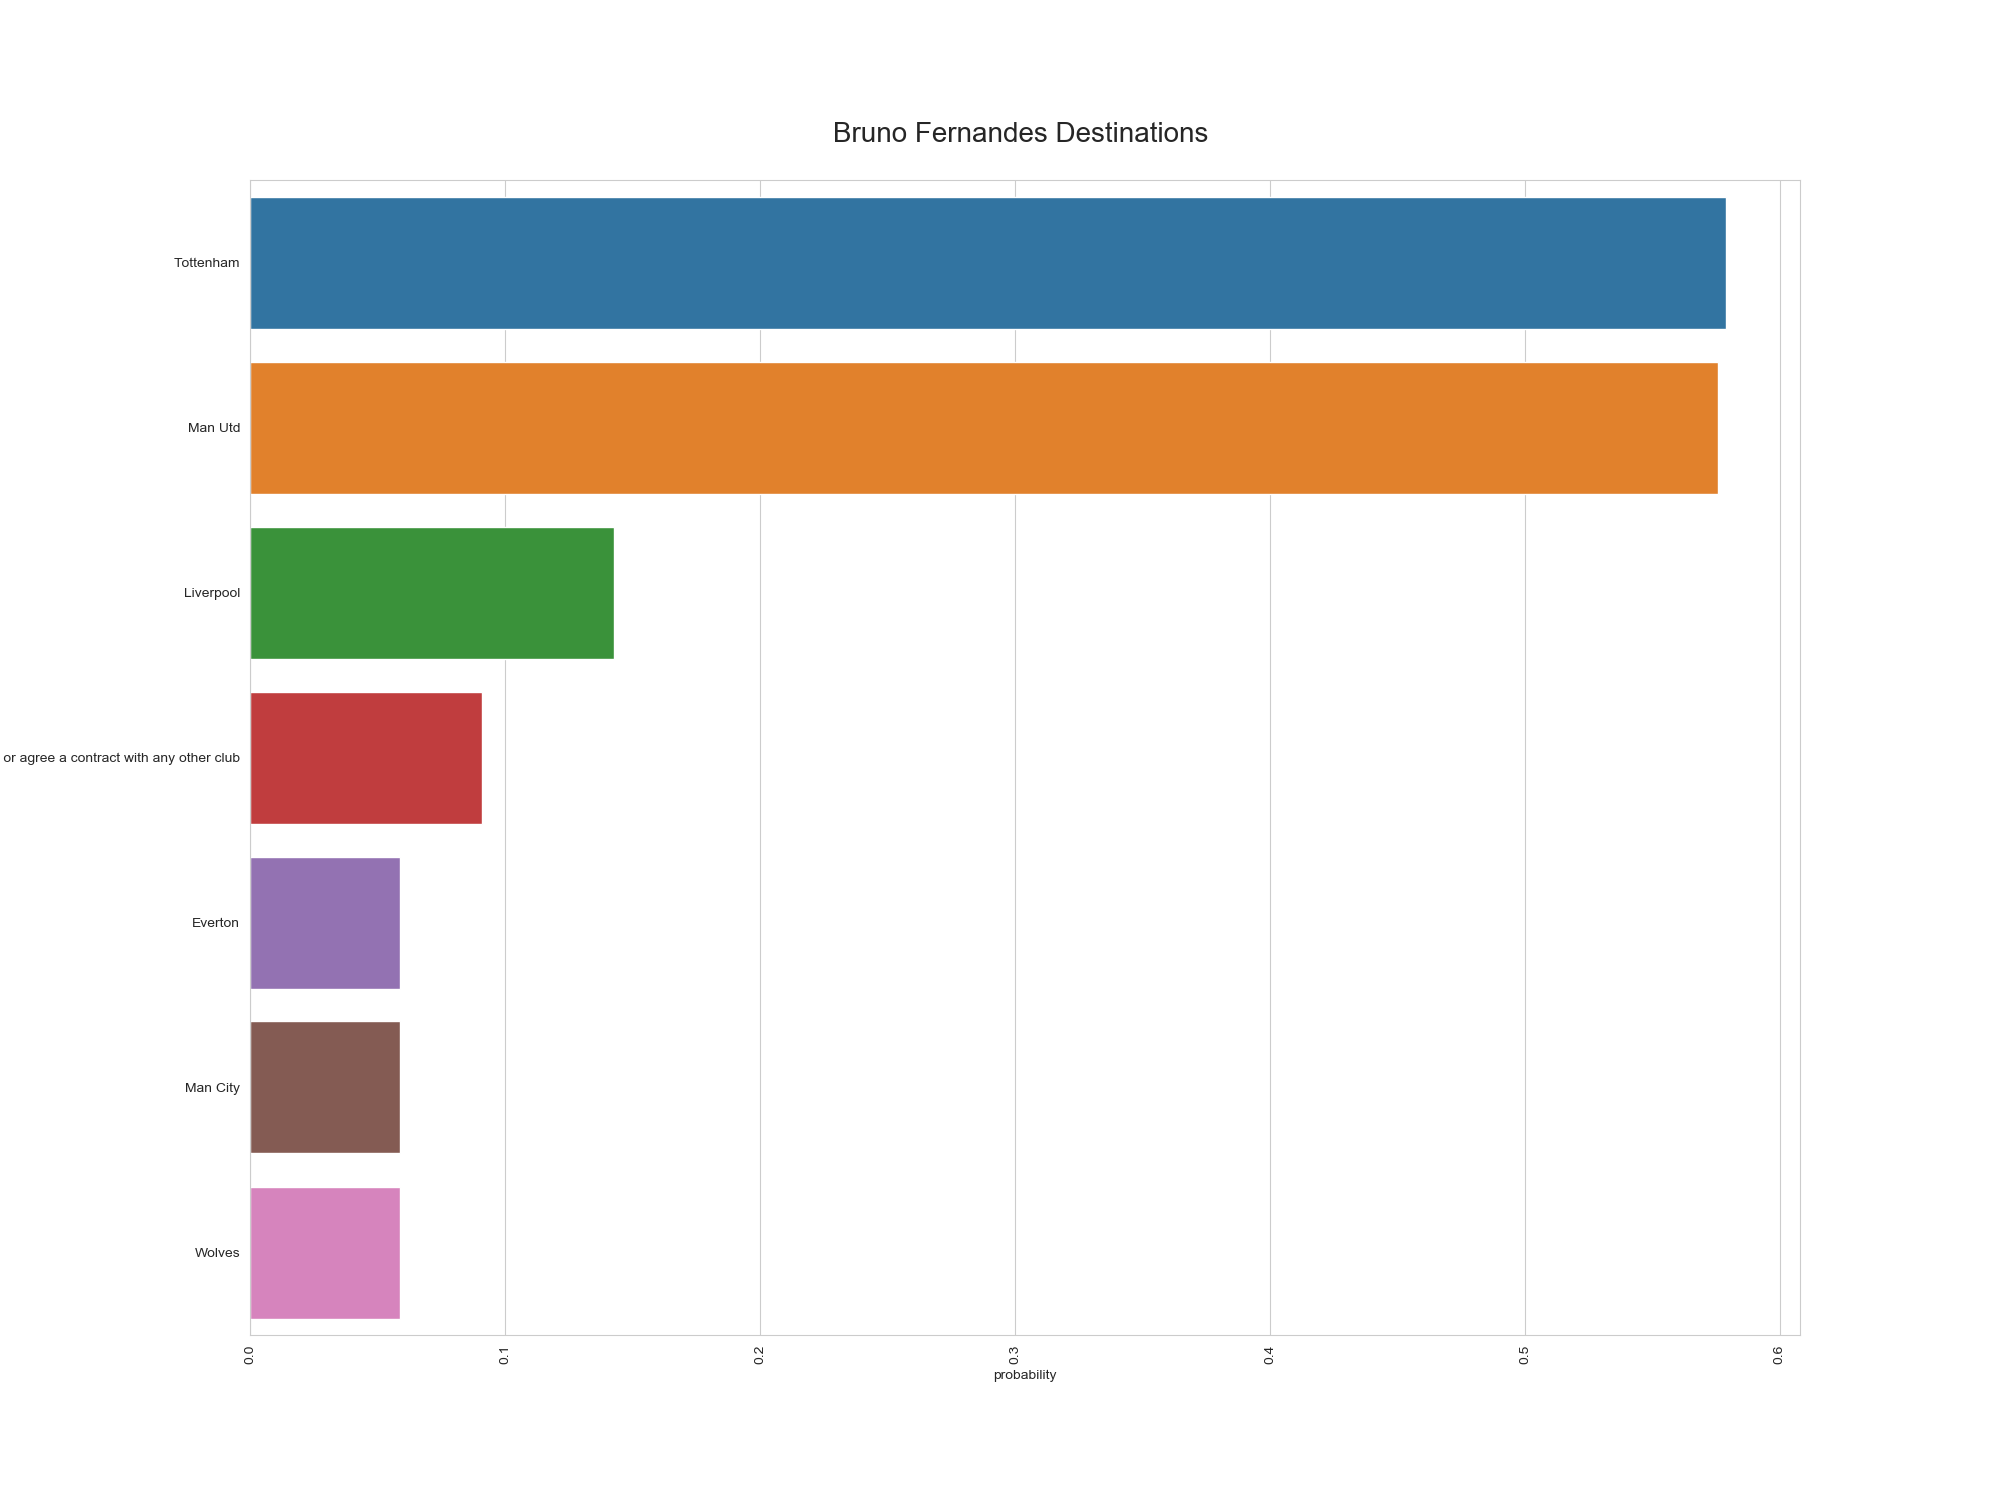 Bruno Fernandes Destinations
Tottenham
Man Utd
Liverpool
or agree a contract with any other club
Everton
Man City
Wolves
0.0
0.1
0.2
0.3
0.4
0.5
0.6
probability